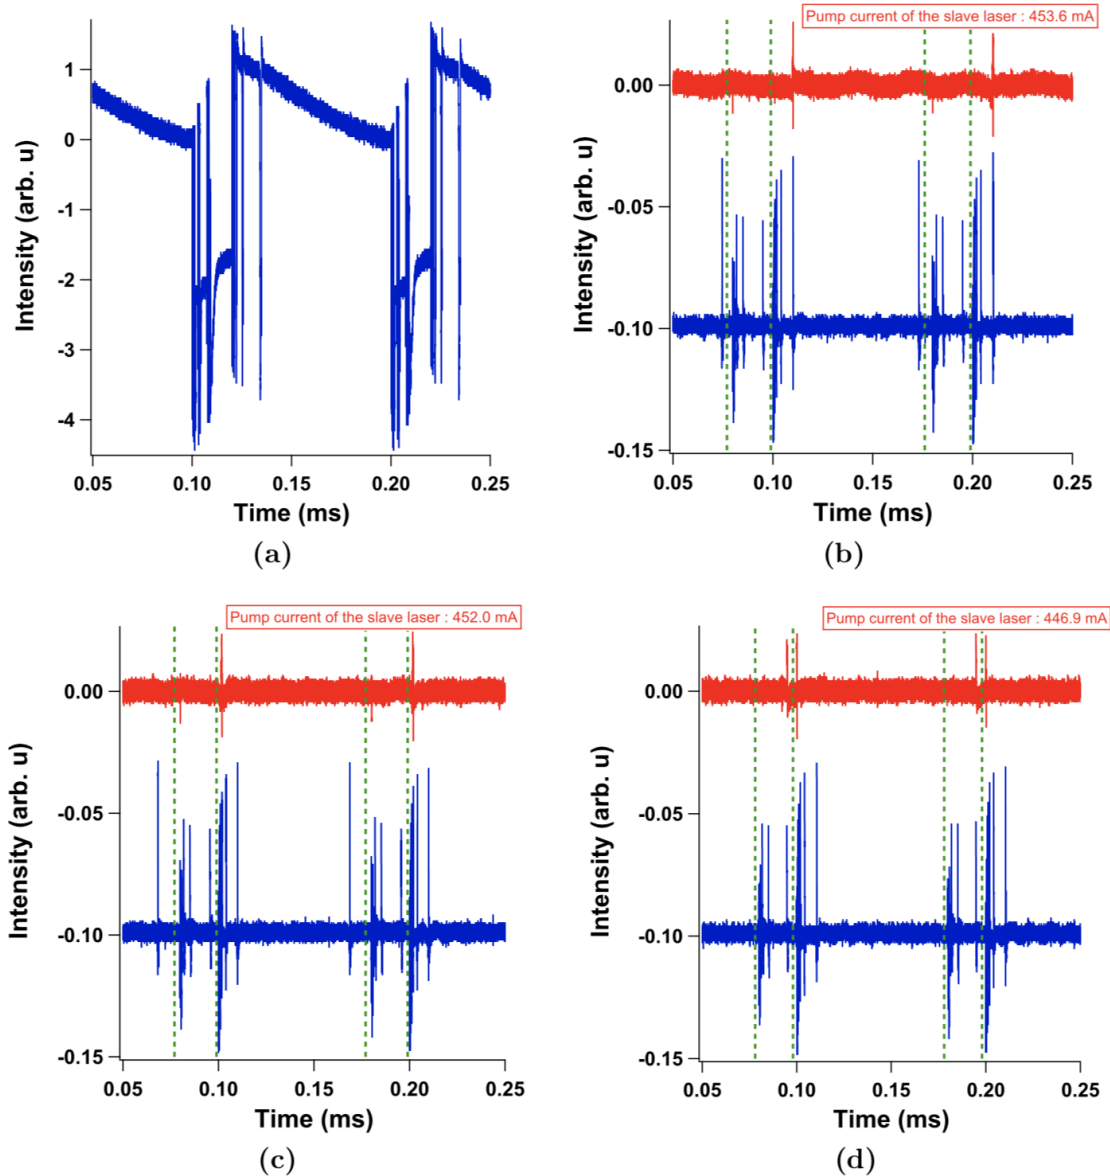 1
0
-1
-2
-3
-4
Intensity (arb. u)
0.05
0.10
0.15
0.20
0.25
Time (ms)
(a)
Pump current of the slave laser : 453.6 mA
0.00
-0.05
-0.10
-0.15
Intensity (arb. u)
0.05
0.10
0.15
0.20
0.25
Time (ms)
(b)
Pump current of the slave laser : 452.0 mA
0.00
-0.05
-0.10
-0.15
Intensity (arb. u)
0.05
0.10
0.15
0.20
0.25
Time (ms)
(c)
Pump current of the slave laser : 446.9 mA
0.00
-0.05
-0.10
-0.15
Intensity (arb. u)
0.05
0.10
0.15
0.20
0.25
Time (ms)
(d)